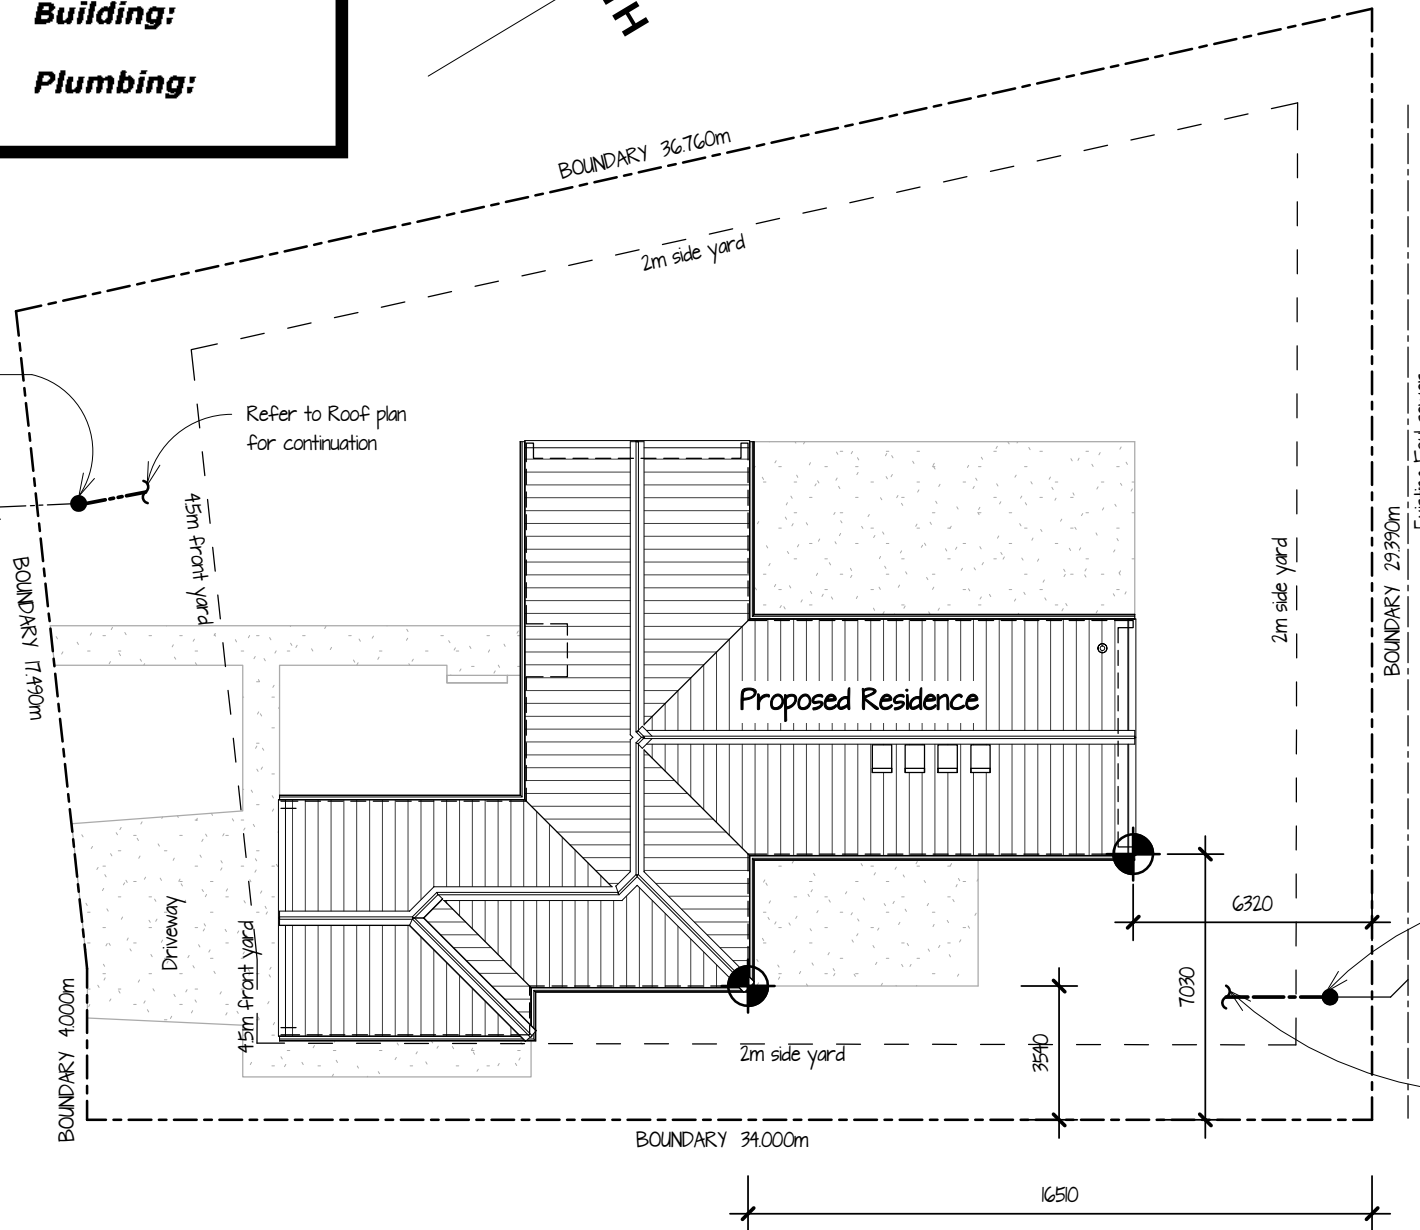 Building:
Plumbing:
H
BOUNDARY 36.760m
2m side yard
Refer to Roof plan
for continuation
4.5m front yard
BOUNDARY 17.490m
2m side yard
BOUNDARY 29.390m
Proposed Residence
Driveway
4.5m front yard
BOUNDARY 4.000m
6320
7030
3540
2m side yard
BOUNDARY 34.000m
16510